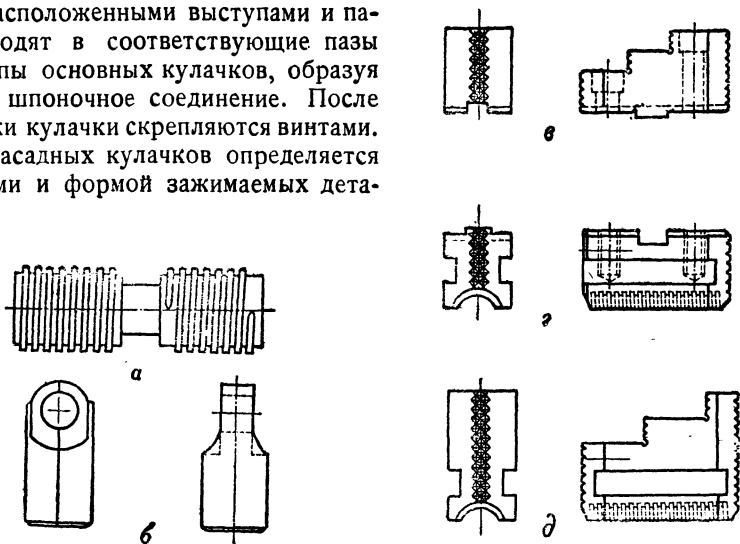 сположенными выступами и па-
одят в соответствующие пазы
пы основных кулачков, образуя
шпоночное соединение. После
ки кулачки скрепляются винтами.
асадных кулачков определяется
ми и формой зажимаемых дета-
а
в
в
г
д